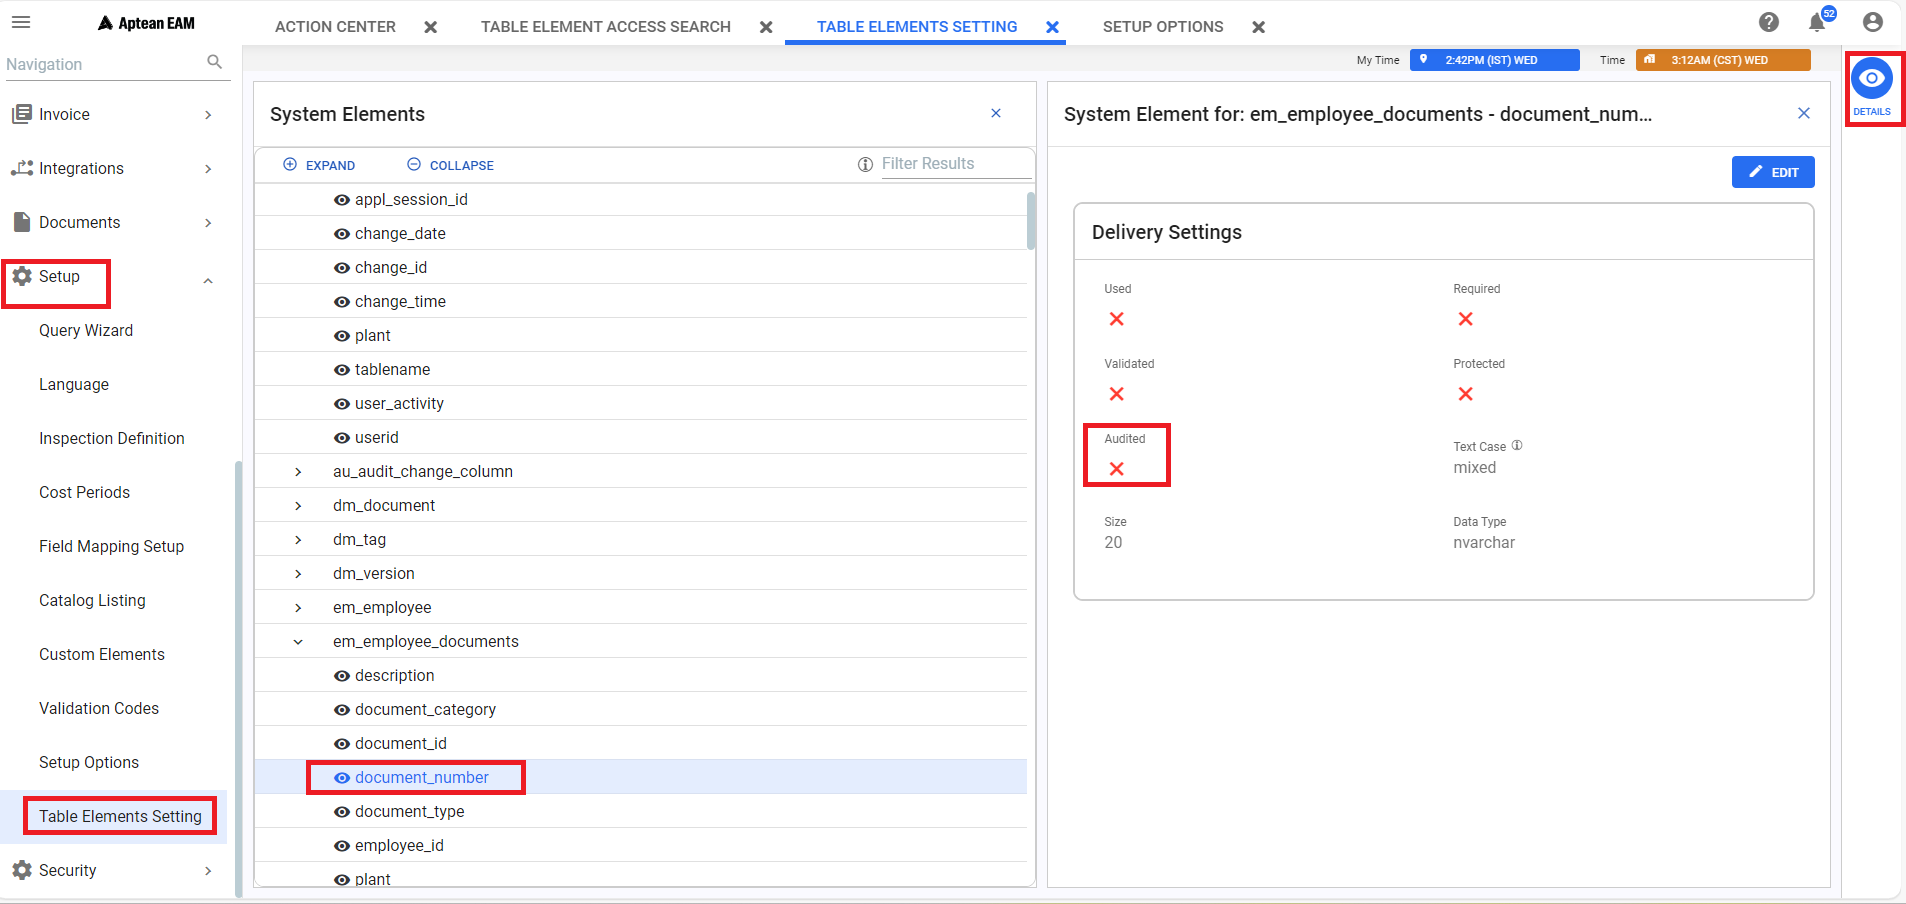 Aptean EAM
ACTION CENTER
TABLE ELEMENT ACCESS SEARCH
TABLE ELEMENTS SETTING
SETUP OPTIONS
52
My Time
2:42PM (IST) WED
Time
3:12AM (CST) WED
DETAILS
Navigation
Invoice
Integrations
Documents
Setup
Query Wizard
Language
Inspection Definition
Cost Periods
Field Mapping Setup
Catalog Listing
Custom Elements
Validation Codes
Setup Options
Table Elements Setting
Security
System Elements
EXPAND
COLLAPSE
Filter Results
appl_session_id
change_date
change_id
change_time
plant
tablename
user_activity
userid
au_audit_change_column
dm_document
dm_tag
dm_version
em_employee
em_employee_documents
description
document_category
document_id
document_number
document_type
employee_id
plant
System Element for: em_employee_documents - document_num...
EDIT
Delivery Settings
Used
Required
Validated
Protected
Audited
Text Case
mixed
Size
20
Data Type
nvarchar